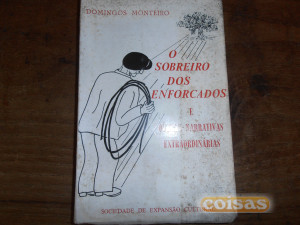 DOMINGOS MONTEIRO
O
SOBREIRO
DOS
ENFORCADOS
E
NARRATIVAS
EXTRAORDINÁRIAS
SOCIEDADE DE EXPANSÃO
coisas